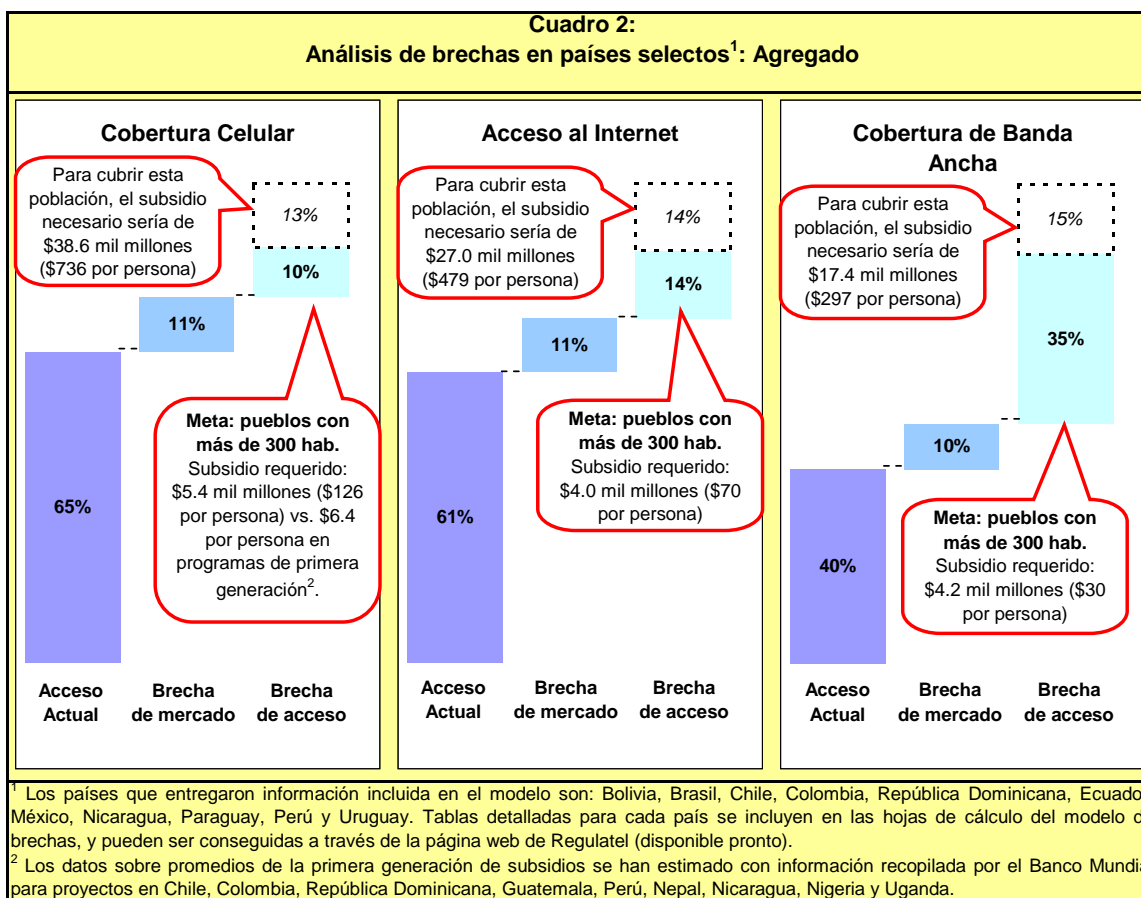 Cuadro 2:
Análisis de brechas en países selectos1: Agregado
Cobertura Celular
Para cubrir esta
población, el subsidio
necesario sería de
$38.6 mil millones
($736 por persona)
13%
10%
11%
65%
Meta: pueblos con
más de 300 hab.
Subsidio requerido:
$5.4 mil millones ($126
por persona) vs. $6.4
por persona en
programas de primera
generación2.
Acceso
Actual
Brecha
de mercado
Brecha
de acceso
Acceso al Internet
Para cubrir esta
población, el subsidio
necesario sería de
$27.0 mil millones
($479 por persona)
14%
14%
11%
61%
Meta: pueblos con
más de 300 hab.
Subsidio requerido:
$4.0 mil millones ($70
por persona)
Acceso
Actual
Brecha
de mercado
Brecha
de acceso
Cobertura de Banda
Ancha
Para cubrir esta
población, el subsidio
necesario sería de
$17.4 mil millones
($297 por persona)
15%
35%
10%
40%
Meta: pueblos con
más de 300 hab.
Subsidio requerido:
$4.2 mil millones ($30
por persona)
Acceso
Actual
Brecha
de mercado
Brecha
de acceso
1 Los países que entregaron información incluida en el modelo son: Bolivia, Brasil, Chile, Colombia, República Dominicana, Ecuado
México, Nicaragua, Paraguay, Perú y Uruguay. Tablas detalladas para cada país se incluyen en las hojas de cálculo del modelo d
brechas, y pueden ser conseguidas a través de la página web de Regulatel (disponible pronto).
2 Los datos sobre promedios de la primera generación de subsidios se han estimado con información recopilada por el Banco Mundia
para proyectos en Chile, Colombia, República Dominicana, Guatemala, Perú, Nepal, Nicaragua, Nigeria y Uganda.